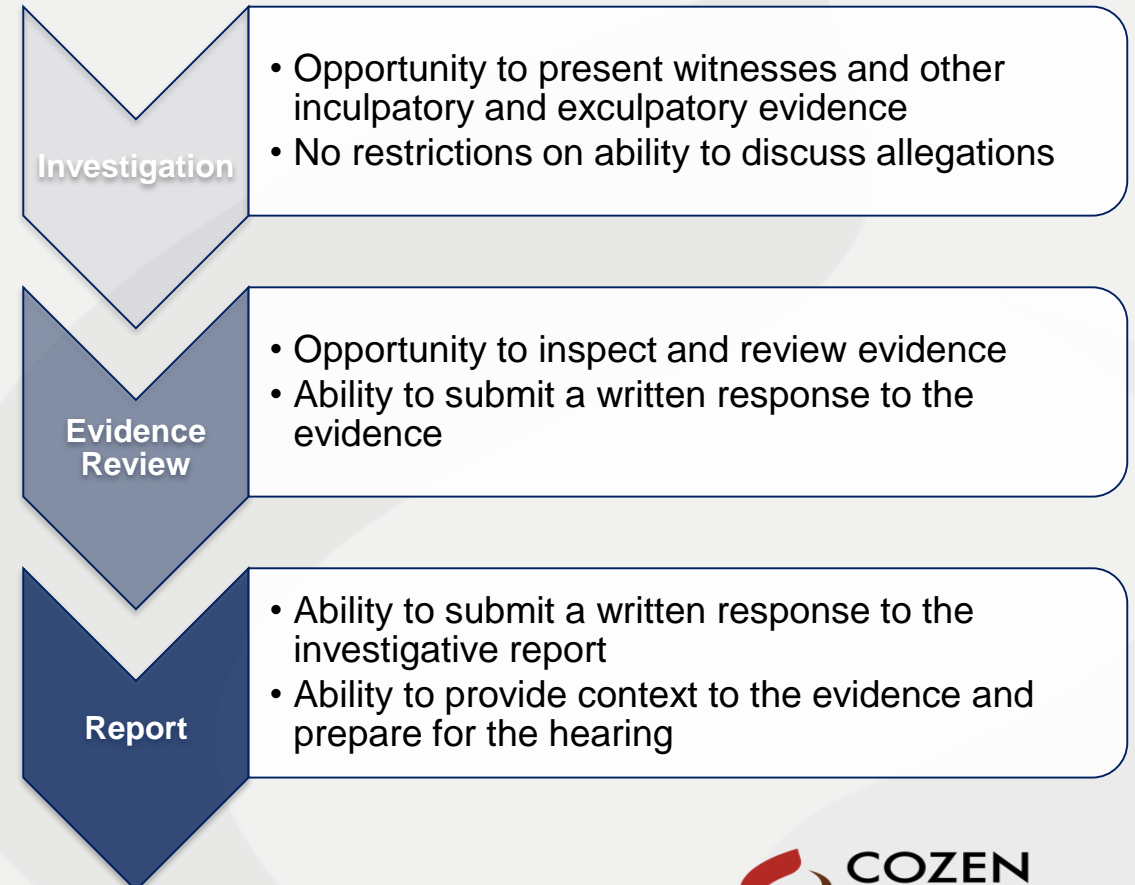 Investigation
• Opportunity to present witnesses and other
inculpatory and exculpatory evidence
• No restrictions on ability to discuss allegations
Evidence
Review
• Opportunity to inspect and review evidence
• Ability to submit a written response to the
evidence
Report
• Ability to submit a written response to the
investigative report
• Ability to provide context to the evidence and
prepare for the hearing
COZEN